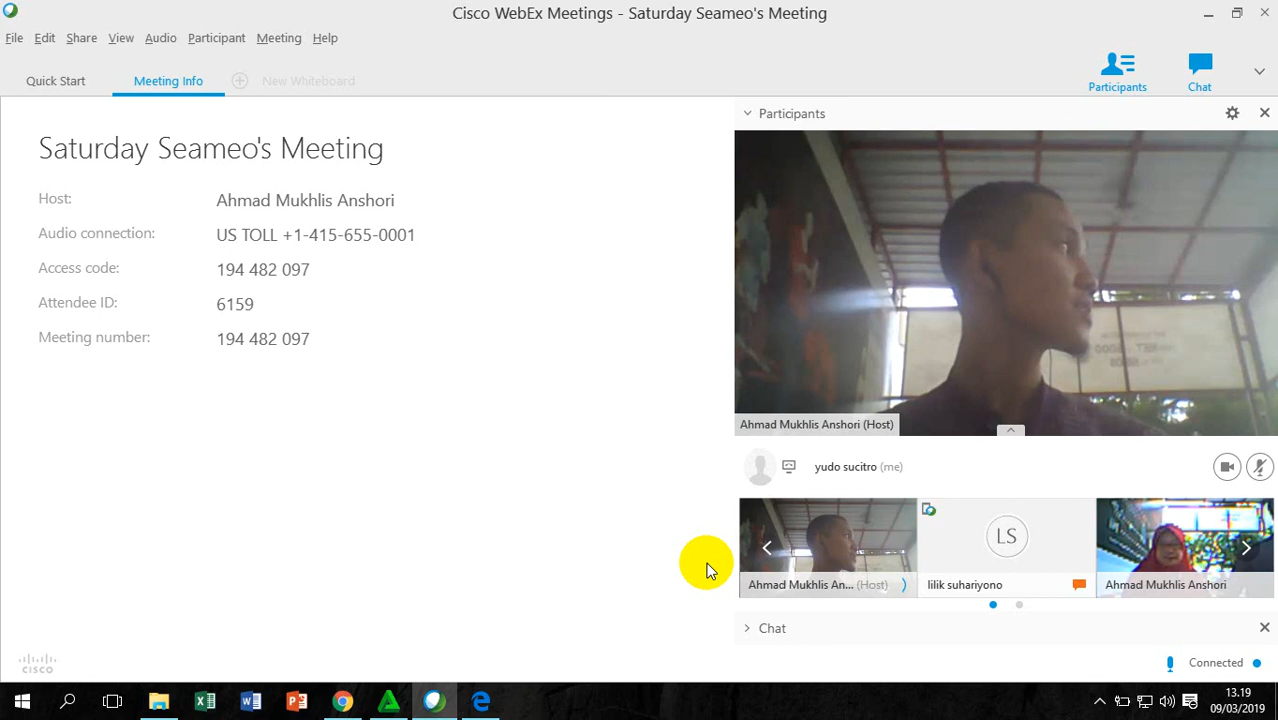 Cisco WebEx Meetings - Saturday Seameo's Meeting
File Edit Share View Audio Participant Meeting Help
Quick Start Meeting Info New Whiteboard
Participants Chat
Participants
Saturday Seameo's Meeting
Host: Ahmad Mukhlis Anshori
Audio connection: US TOLL +1-415-655-0001
Access code: 194 482 097
Attendee ID: 6159
Meeting number: 194 482 097
Ahmad Mukhlis Anshori (Host)
yudo sucitro (me)
LS
Ahmad Mukhlis An... (Host) lilik suhariyono Ahmad Mukhlis Anshori
Chat
Connected
CISCO
13.19
09/03/2019